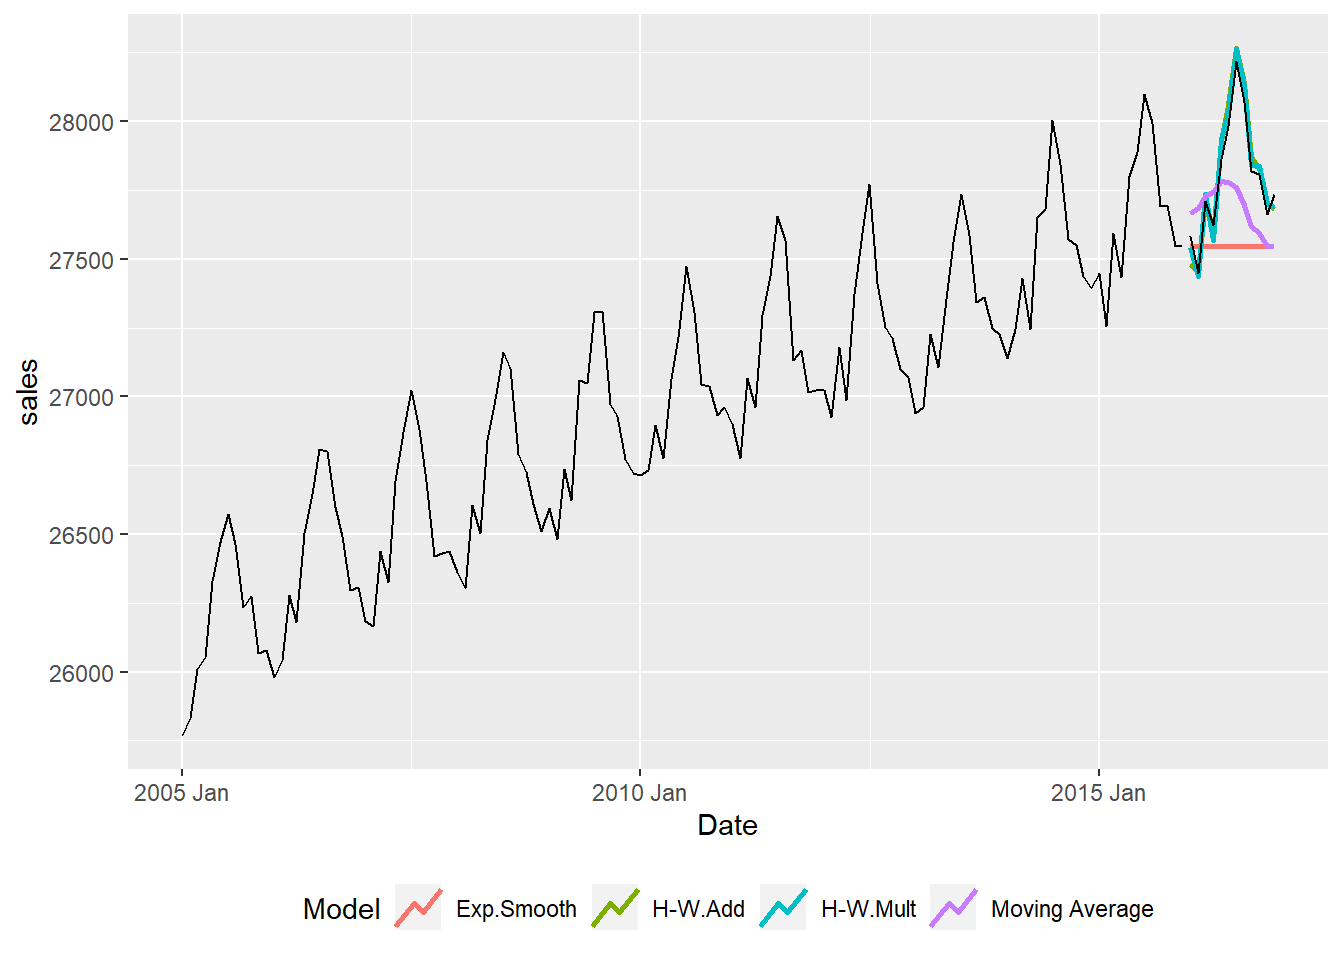 28000
27500
27000
26500
26000
sales
2005 Jan
2010 Jan
2015 Jan
Date
Model
Exp.Smooth
H-W.Add
H-W.Mult
Moving Average